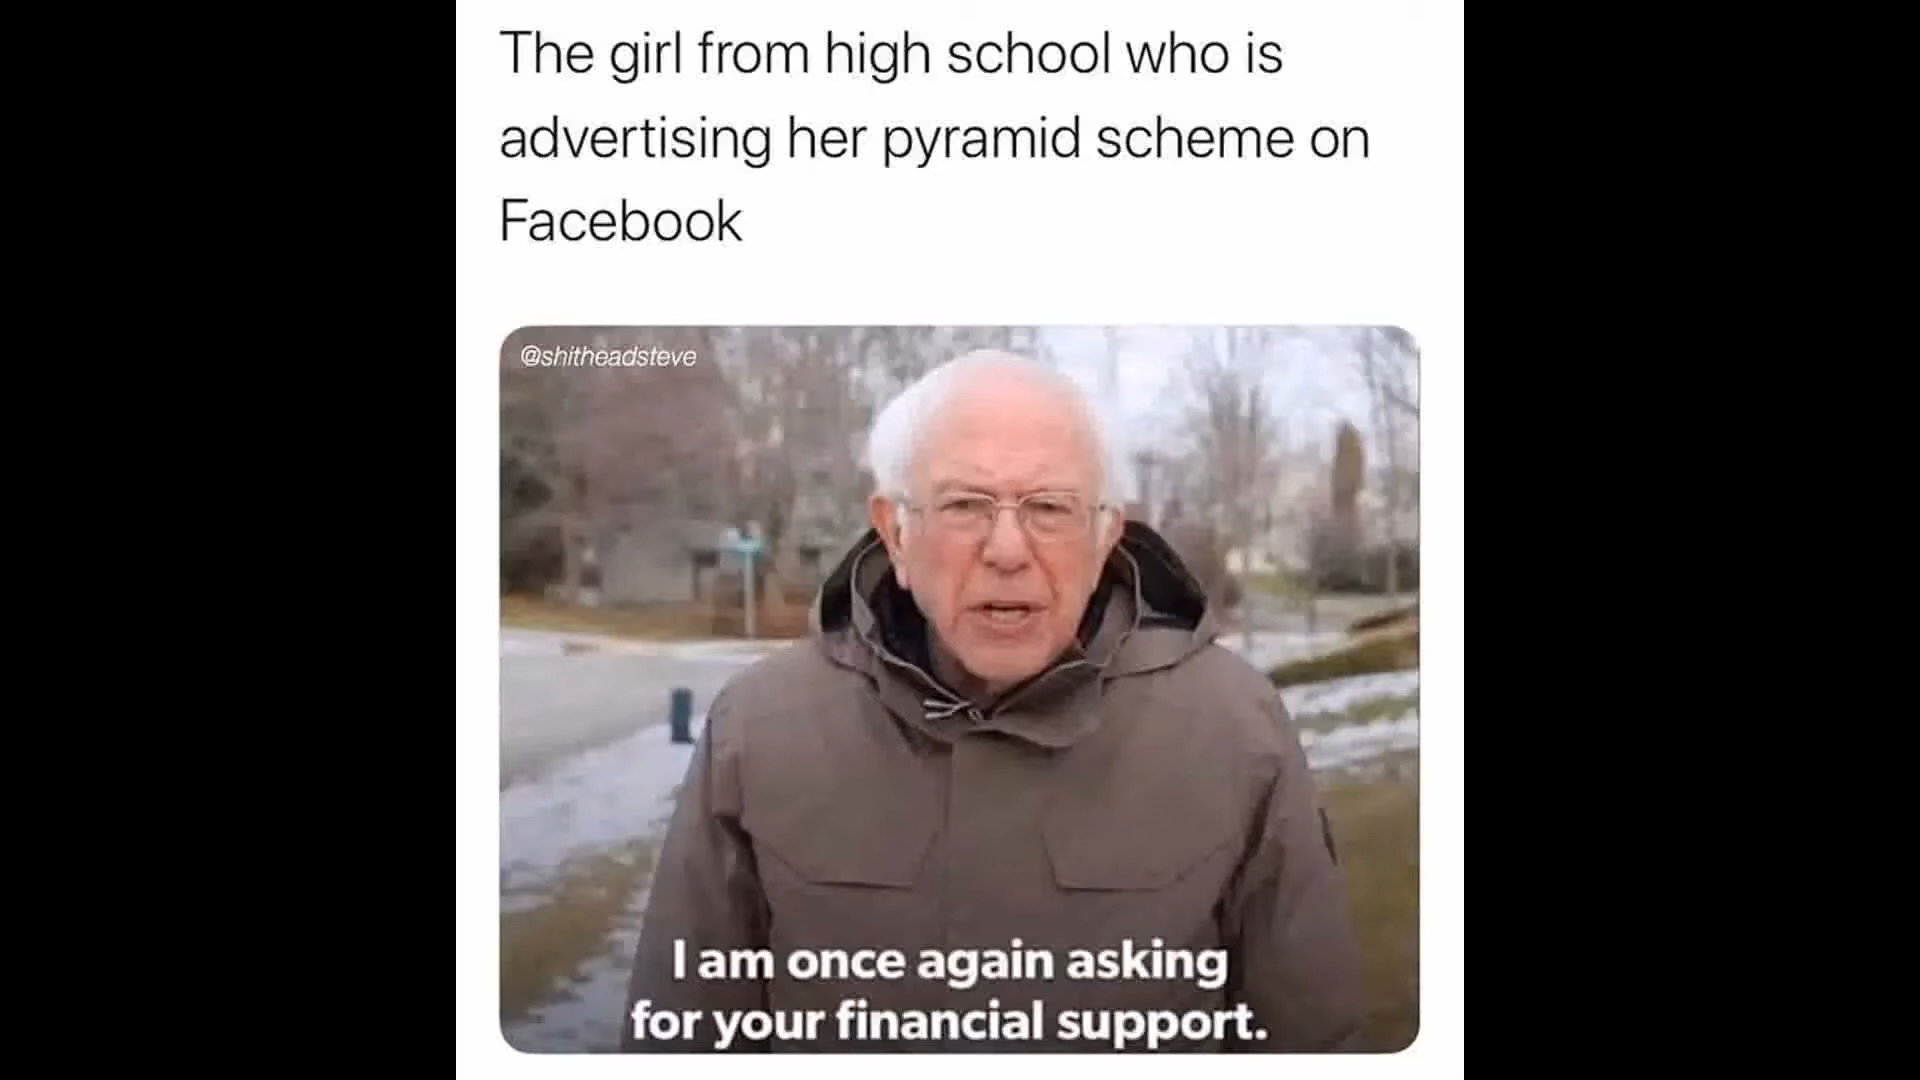 The girl from high school who is
advertising her pyramid scheme on
Facebook
@shitheadsteve
I am once again asking
for your financial support.